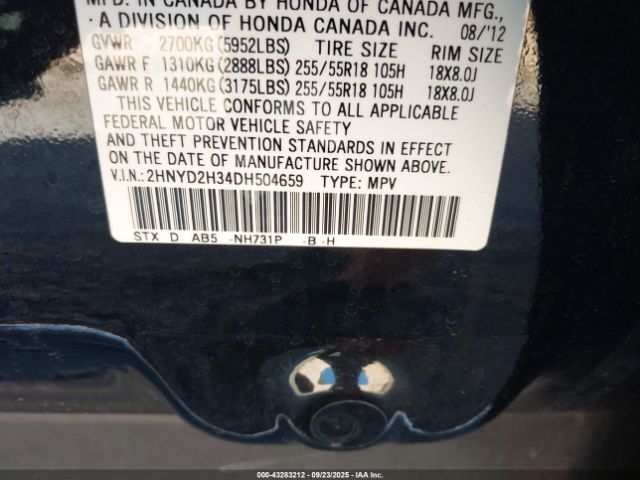 MFD. IN CANADA BY HONDA OF CANADA MFG.,
· A DIVISION OF HONDA CANADA INC. 08/'12
GVWR 2700KG (5952LBS) TIRE SIZE RIM SIZE
GAWR F 1310KG (2888LBS) 255/55R18 105H 18X8.0J
GAWR R 1440KG (3175LBS) 255/55R18 105H 18X8.0J
THIS VEHICLE CONFORMS TO ALL APPLICABLE
FEDERAL MOTOR VEHICLE SAFETY
AND THEFT PREVENTION STANDARDS IN EFFECT
ON THE DATE OF MANUFACTURE SHOWN ABOVE.
V.I.N.:2HNYD2H34DH504659 TYPE: MPV
STX D AB5 -NH731P -B -H
000-43283212 - 09/23/2025 - IAA Inc.